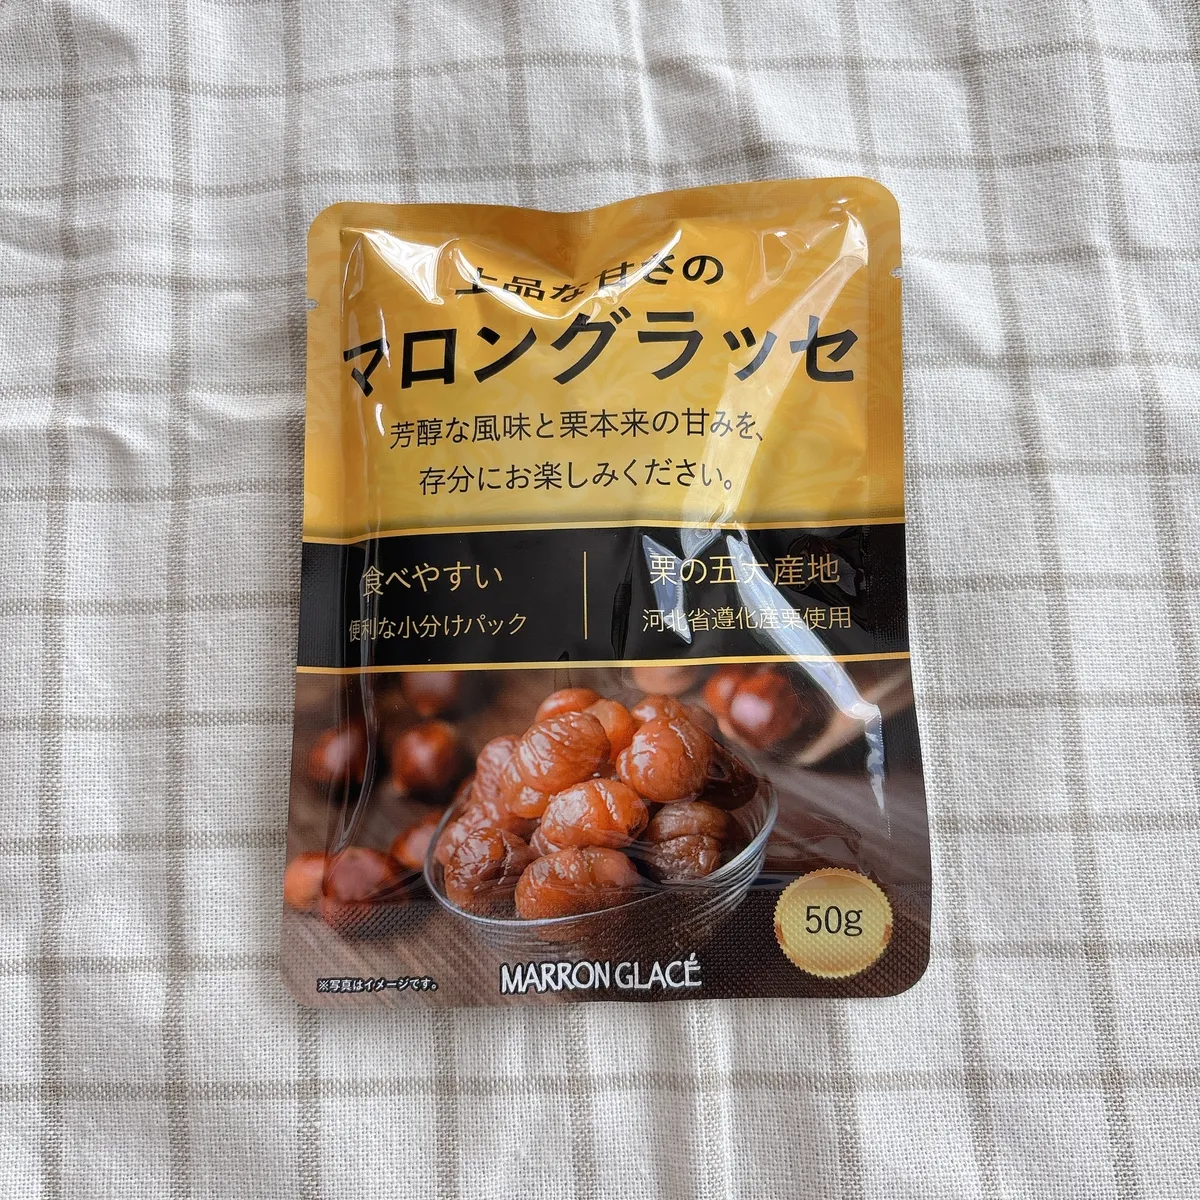 上品な甘さの
マロングラッセ
芳醇な風味と栗本来の甘みを、
存分にお楽しみください。
食べやすい
便利な小分けパック
栗の五大産地
河北省遵化産栗使用
50g
※写真はイメージです。
MARRON GLACÉ